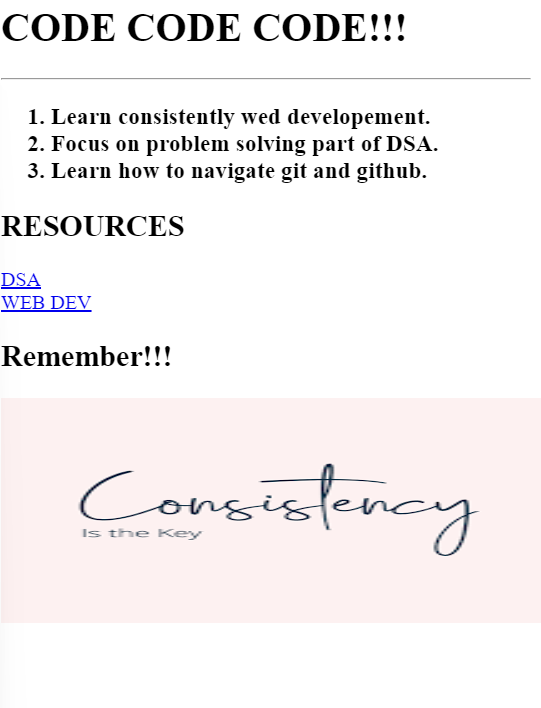 CODE CODE CODE!!!
1. Learn consistently wed developement.
2. Focus on problem solving part of DSA.
3. Learn how to navigate git and github.
RESOURCES
DSA
WEB DEV
Remember!!!
Consistency
Is the Key